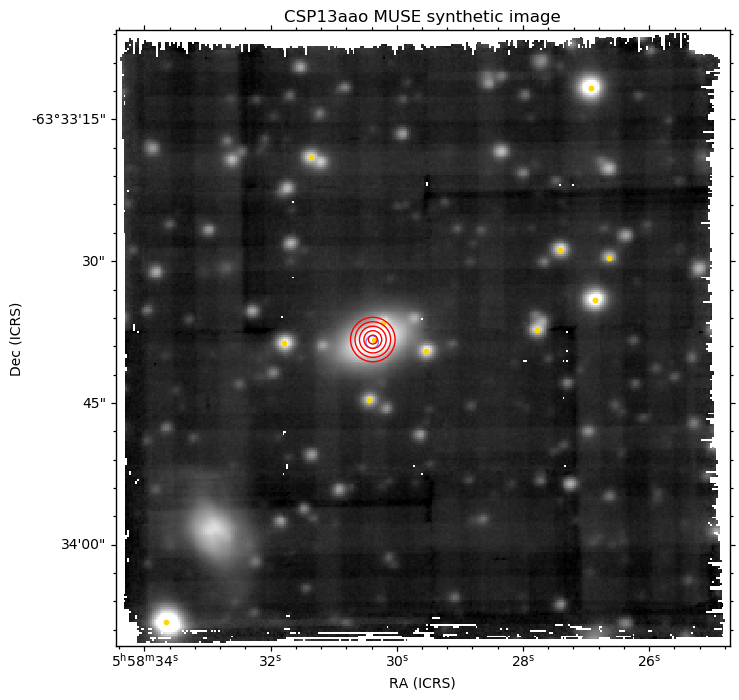 CSP13aao MUSE synthetic image
-63°33'15"
30"
45"
34'00"
Dec (ICRS)
5ʰ58ᵐ34ˢ
32ˢ
30ˢ
28ˢ
26ˢ
RA (ICRS)